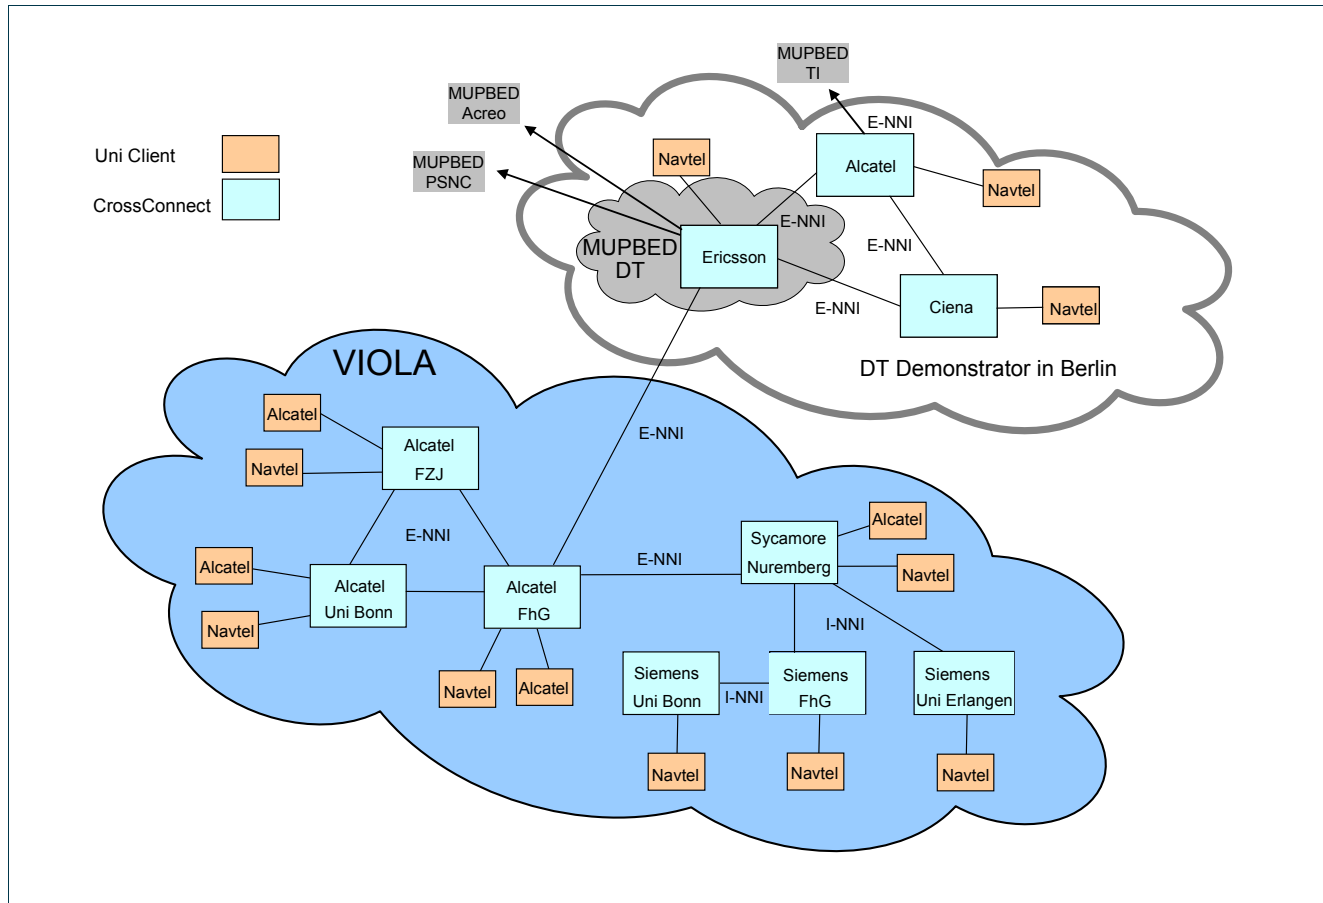 MUPBED
TI
MUPBED
Acreo
E-NNI
Uni Client
Navtel
MUPBED
PSNC
Alcatel
Navtel
CrossConnect
E-NNI
MUPBED
DT
Ericsson
E-NNI
E-NNI
Ciena
Navtel
DT Demonstrator in Berlin
VIOLA
Alcatel
E-NNI
Alcatel
FZJ
Navtel
Alcatel
E-NNI
Sycamore
Nuremberg
E-NNI
Alcatel
Navtel
Alcatel
Uni Bonn
Alcatel
FhG
Navtel
I-NNI
Navtel
Alcatel
Siemens
Uni Bonn
I-NNI
Siemens
FhG
Siemens
Uni Erlangen
Navtel
Navtel
Navtel